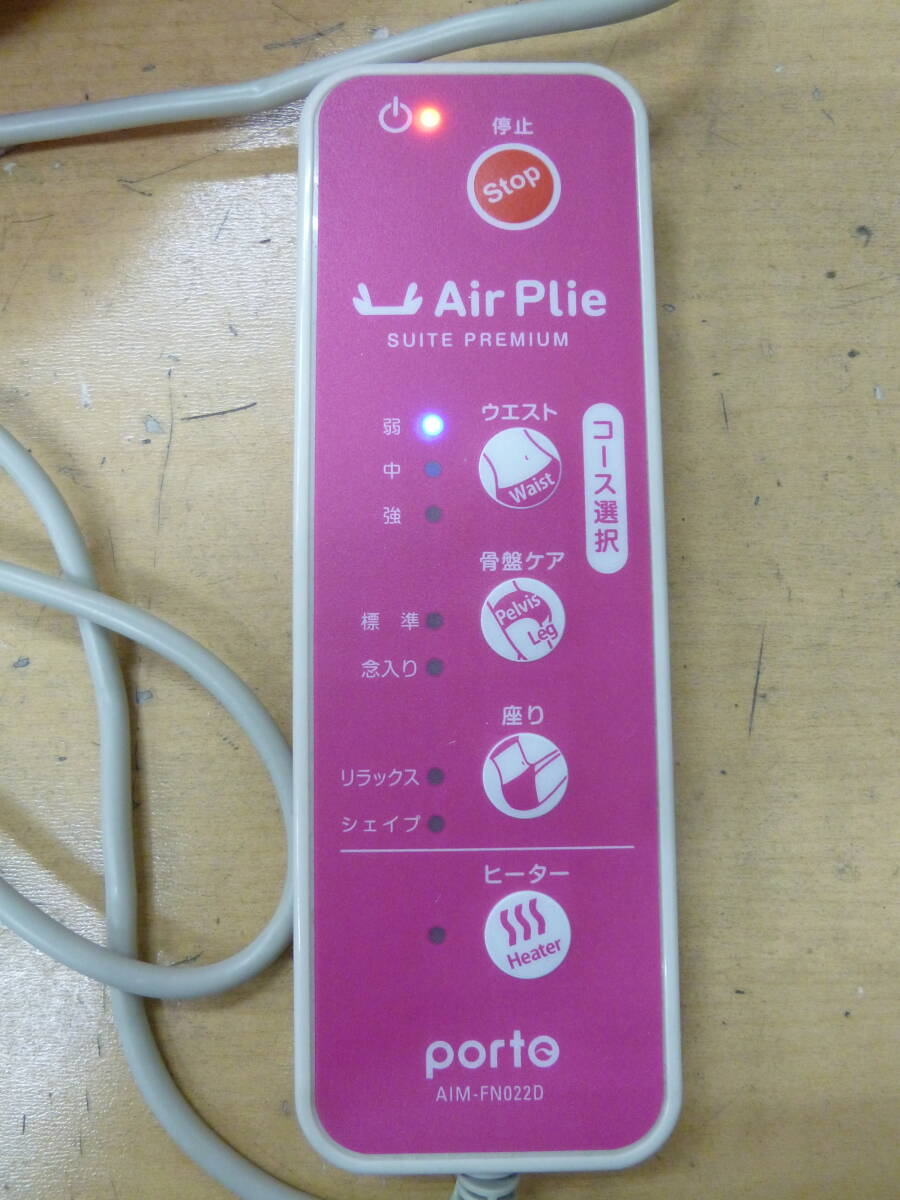 停止
Stop
Air Plie
SUITE PREMIUM
コース選択
ウエスト
Waist
弱
中
強
骨盤ケア
Pelvis
Leg
標 準
念入り
座り
リラックス
シェイプ
ヒーター
Heater
porto
AIM-FN022D